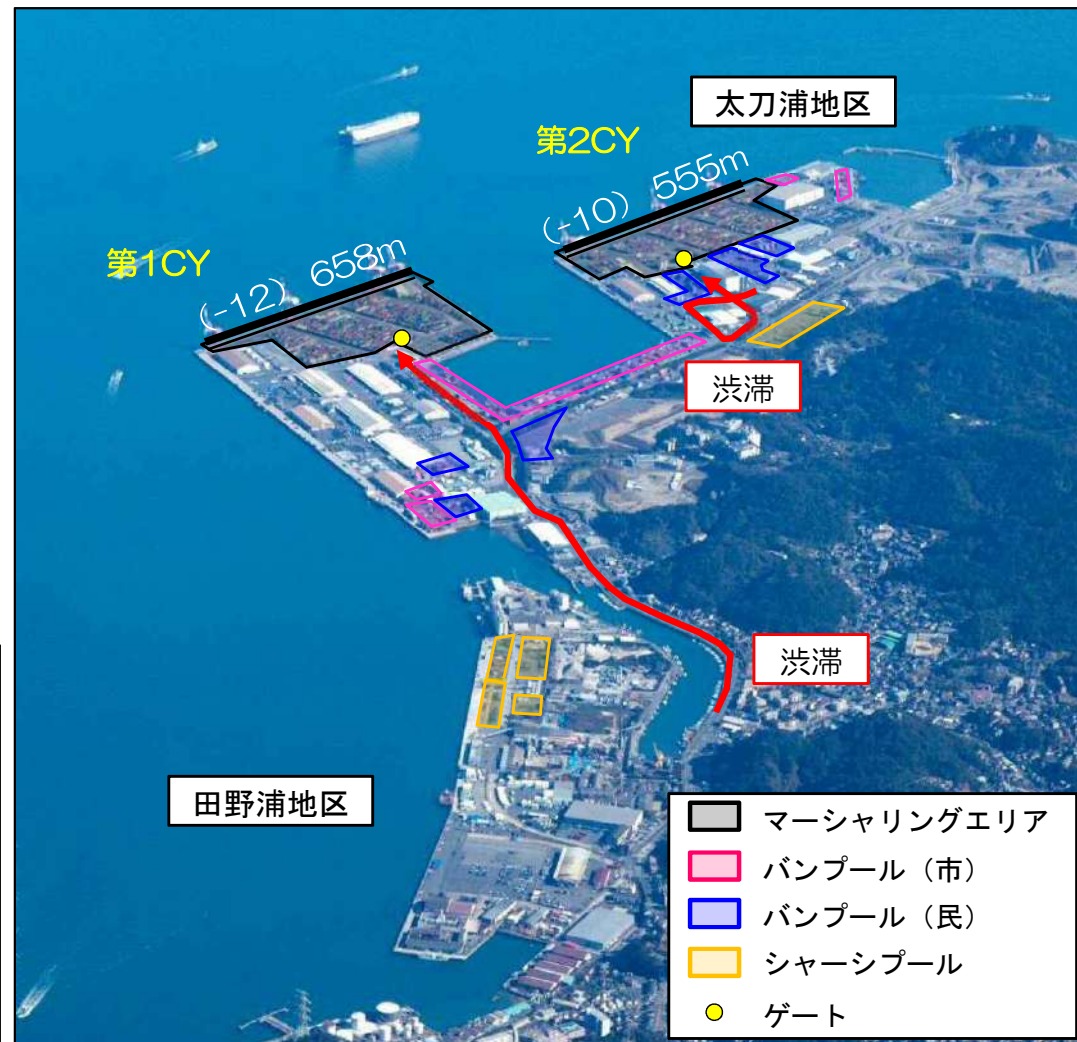 太刀浦地区
第2CY
(-10) 555m
第1CY
(-12) 658m
渋滞
渋滞
田野浦地区
マーシャリングエリア
バンプール（市）
バンプール（民）
シャーシプール
ゲート